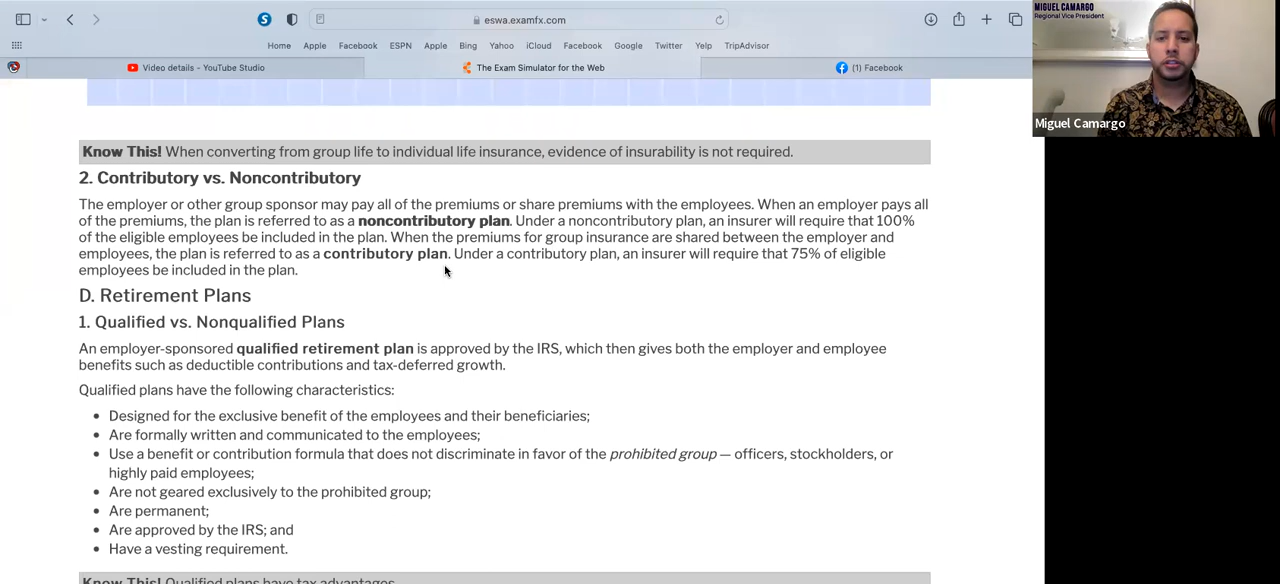 eswa.examfx.com
Home Apple Facebook ESPN Apple Bing Yahoo iCloud Facebook Google Twitter Yelp TripAdvisor
Video details - YouTube Studio
The Exam Simulator for the Web
(1) Facebook
MIGUEL CAMARGO
Regional Vice President
Miguel Camargo
Know This! When converting from group life to individual life insurance, evidence of insurability is not required.
2. Contributory vs. Noncontributory
The employer or other group sponsor may pay all of the premiums or share premiums with the employees. When an employer pays all
of the premiums, the plan is referred to as a noncontributory plan. Under a noncontributory plan, an insurer will require that 100%
of the eligible employees be included in the plan. When the premiums for group insurance are shared between the employer and
employees, the plan is referred to as a contributory plan. Under a contributory plan, an insurer will require that 75% of eligible
employees be included in the plan.
D. Retirement Plans
1. Qualified vs. Nonqualified Plans
An employer-sponsored qualified retirement plan is approved by the IRS, which then gives both the employer and employee
benefits such as deductible contributions and tax-deferred growth.
Qualified plans have the following characteristics:
• Designed for the exclusive benefit of the employees and their beneficiaries;
• Are formally written and communicated to the employees;
• Use a benefit or contribution formula that does not discriminate in favor of the prohibited group — officers, stockholders, or
highly paid employees;
• Are not geared exclusively to the prohibited group;
• Are permanent;
• Are approved by the IRS; and
• Have a vesting requirement.
Know This! Qualified plans have tax advantages.